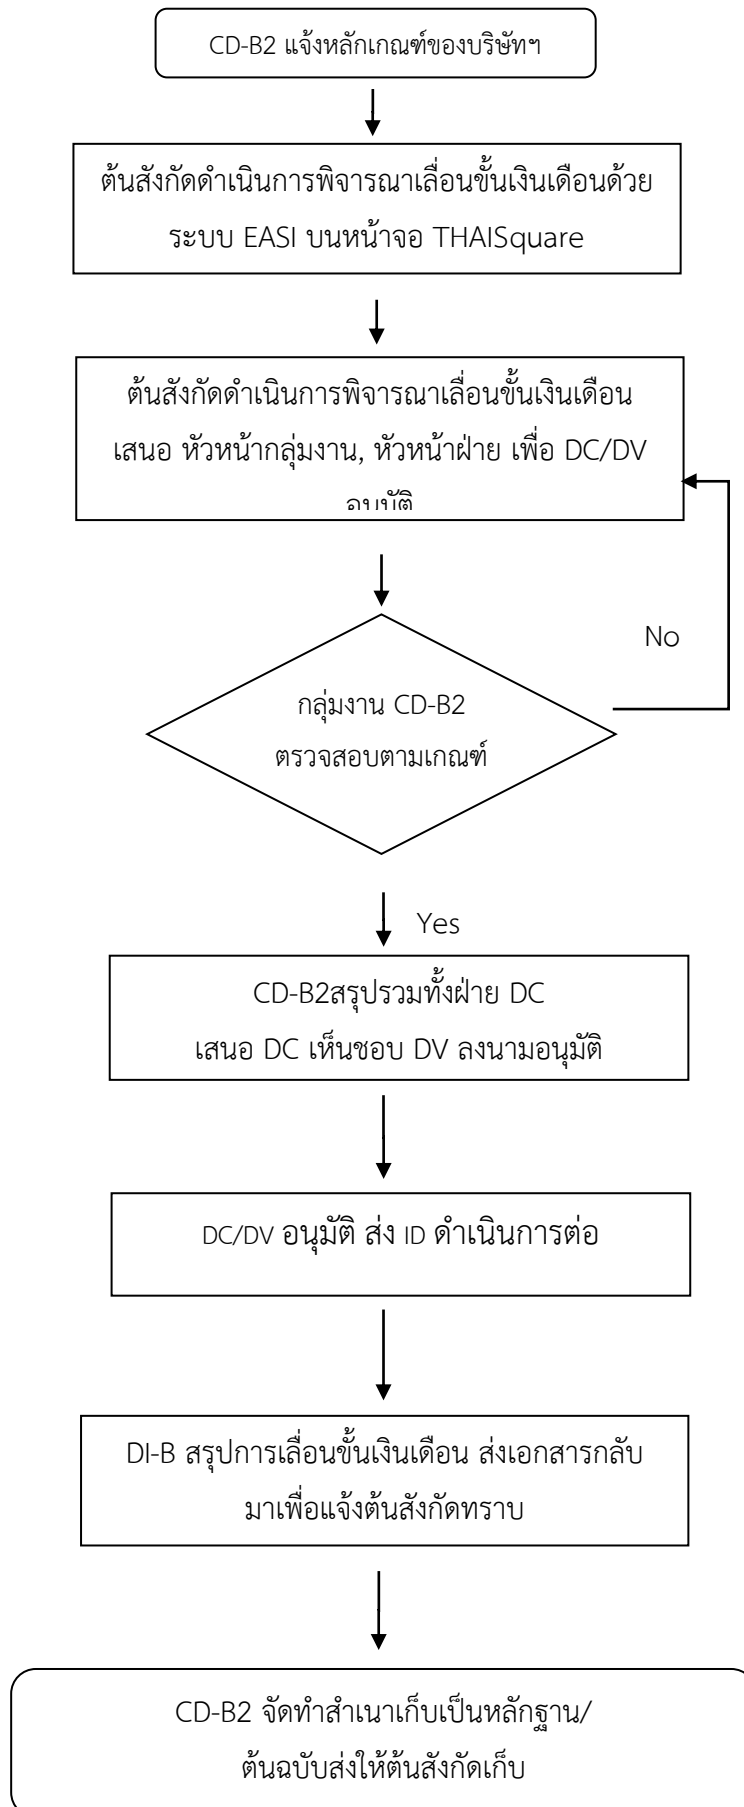 CD-B2 แจ้งหลักเกณฑ์ของบริษัทฯ
ต้นสังกัดดำเนินการพิจารณาเลื่อนขั้นเงินเดือนด้วย
ระบบ EASI บนหน้าจอ THAISquare
ต้นสังกัดดำเนินการพิจารณาเลื่อนขั้นเงินเดือน
เสนอ หัวหน้ากลุ่มงาน, หัวหน้าฝ่าย เพื่อ DC/DV
อนุมัติ
No
กลุ่มงาน CD-B2
ตรวจสอบตามเกณฑ์
Yes
CD-B2สรุปรวมทั้งฝ่าย DC
เสนอ DC เห็นชอบ DV ลงนามอนุมัติ
DC/DV อนุมัติ ส่ง ID ดำเนินการต่อ
DI-B สรุปการเลื่อนขั้นเงินเดือน ส่งเอกสารกลับ
มาเพื่อแจ้งต้นสังกัดทราบ
CD-B2 จัดทำสำเนาเก็บเป็นหลักฐาน/
ต้นฉบับส่งให้ต้นสังกัดเก็บ